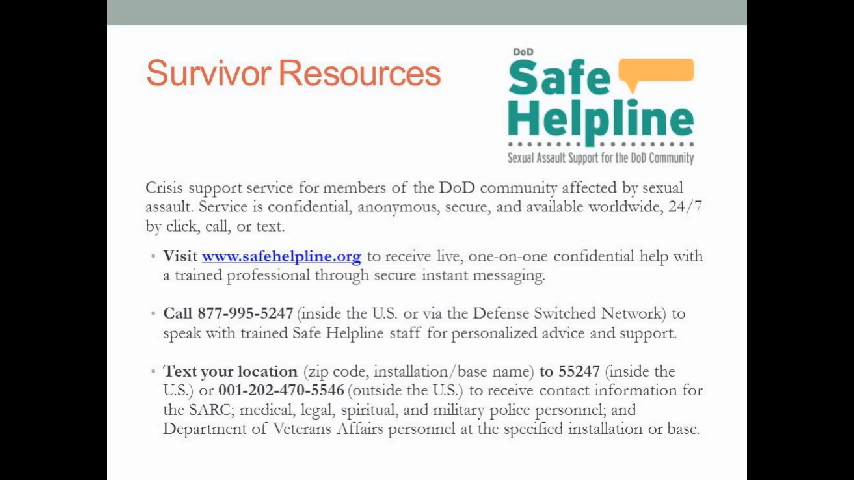 Survivor Resources
DoD
Safe
Helpline
Sexual Assault Support for the DoD Community
Crisis support service for members of the DoD community affected by sexual
assault. Service is confidential, anonymous, secure, and available worldwide, 24/7
by click, call, or text.
• Visit www.safehelpline.org to receive live, one-on-one confidential help with
a trained professional through secure instant messaging.
• Call 877-995-5247 (inside the U.S. or via the Defense Switched Network) to
speak with trained Safe Helpline staff for personalized advice and support.
• Text your location (zip code, installation/base name) to 55247 (inside the
U.S.) or 001-202-470-5546 (outside the U.S.) to receive contact information for
the SARC; medical, legal, spiritual, and military police personnel; and
Department of Veterans Affairs personnel at the specified installation or base.